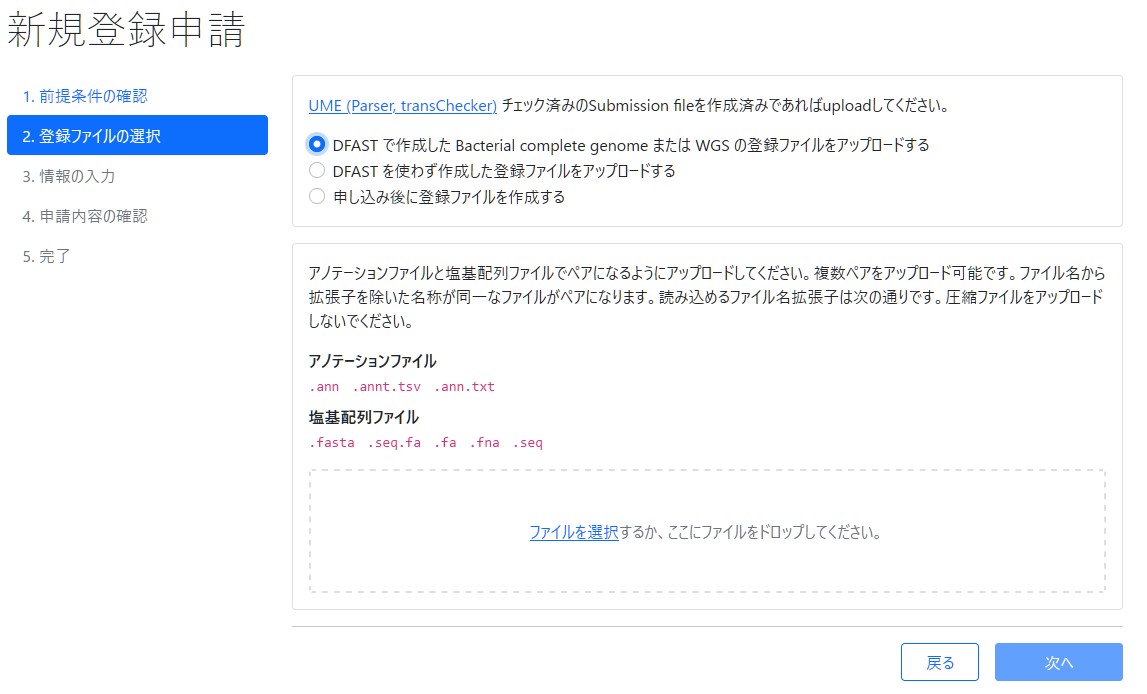 新規登録申請
1. 前提条件の確認
2. 登録ファイルの選択
3. 情報の入力
4. 申請内容の確認
5. 完了
UME (Parser, transChecker) チェック済みのSubmission fileを作成済みであればuploadしてください。
DFAST で作成した Bacterial complete genome または WGS の登録ファイルをアップロードする
DFAST を使わず作成した登録ファイルをアップロードする
申し込み後に登録ファイルを作成する
アノテーションファイルと塩基配列ファイルでペアになるようにアップロードしてください。複数ペアをアップロード可能です。ファイル名から
拡張子を除いた名称が同一なファイルがペアになります。読み込めるファイル名拡張子は次の通りです。圧縮ファイルをアップロード
しないでください。
アノテーションファイル
.ann .annt.tsv .ann.txt
塩基配列ファイル
.fasta .seq.fa .fa .fna .seq
ファイルを選択するか、ここにファイルをドロップしてください。
戻る
次へ